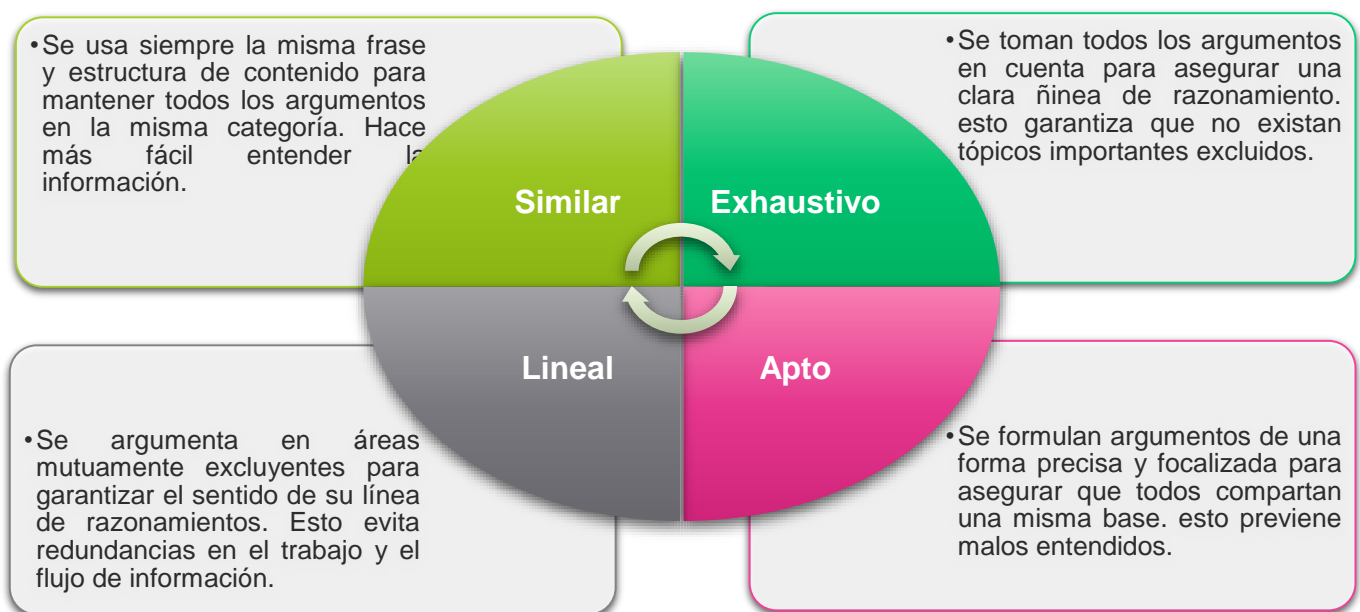 •Se usa siempre la misma frase
y estructura de contenido para
mantener todos los argumentos
en la misma categoría. Hace
más fácil entender la
información.
•Se toman todos los argumentos
en cuenta para asegurar una
clara ñinea de razonamiento.
esto garantiza que no existan
tópicos importantes excluidos.
Similar
Exhaustivo
Lineal
Apto
•Se argumenta en áreas
mutuamente excluyentes para
garantizar el sentido de su línea
de razonamientos. Esto evita
redundancias en el trabajo y el
flujo de información.
•Se formulan argumentos de una
forma precisa y focalizada para
asegurar que todos compartan
una misma base. esto previene
malos entendidos.